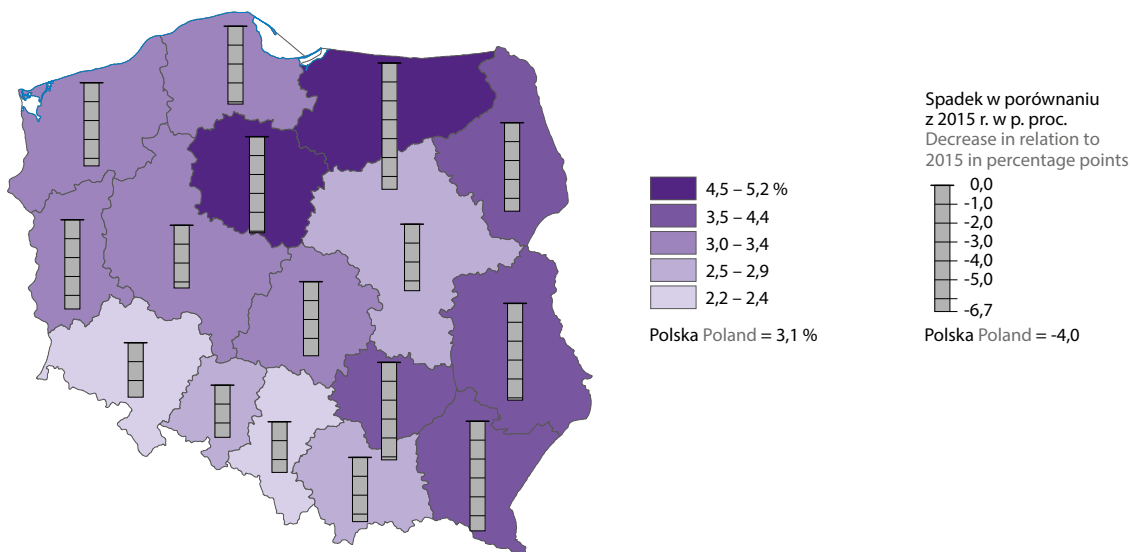 4,5 – 5,2 %
3,5 – 4,4
3,0 – 3,4
2,5 – 2,9
2,2 – 2,4
Polska Poland = 3,1 %
Spadek w porównaniu
z 2015 r. w p. proc.
Decrease in relation to
2015 in percentage points
0,0
-1,0
-2,0
-3,0
-4,0
-5,0
-6,7
Polska Poland = -4,0